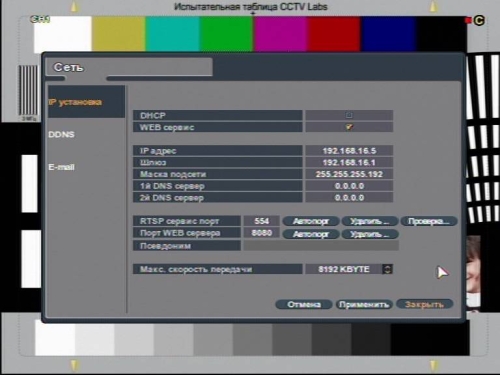 Испытательная таблица CCTV Labs
C
Сеть
IP установка
DDNS
E-mail
DHCP
WEB сервис
IP адрес 192.168.16.5
Шлюз 192.168.16.1
Маска подсети 255.255.255.192
1й DNS сервер 0.0.0.0
2й DNS сервер 0.0.0.0
RTSP сервис порт 554 Автопорт Удалить ... Проверка...
Порт WEB сервера 8080 Автопорт Удалить ...
Псевдоним
Макс. скорость передачи 8192 KBYTE
Отмена Применить Закрыть